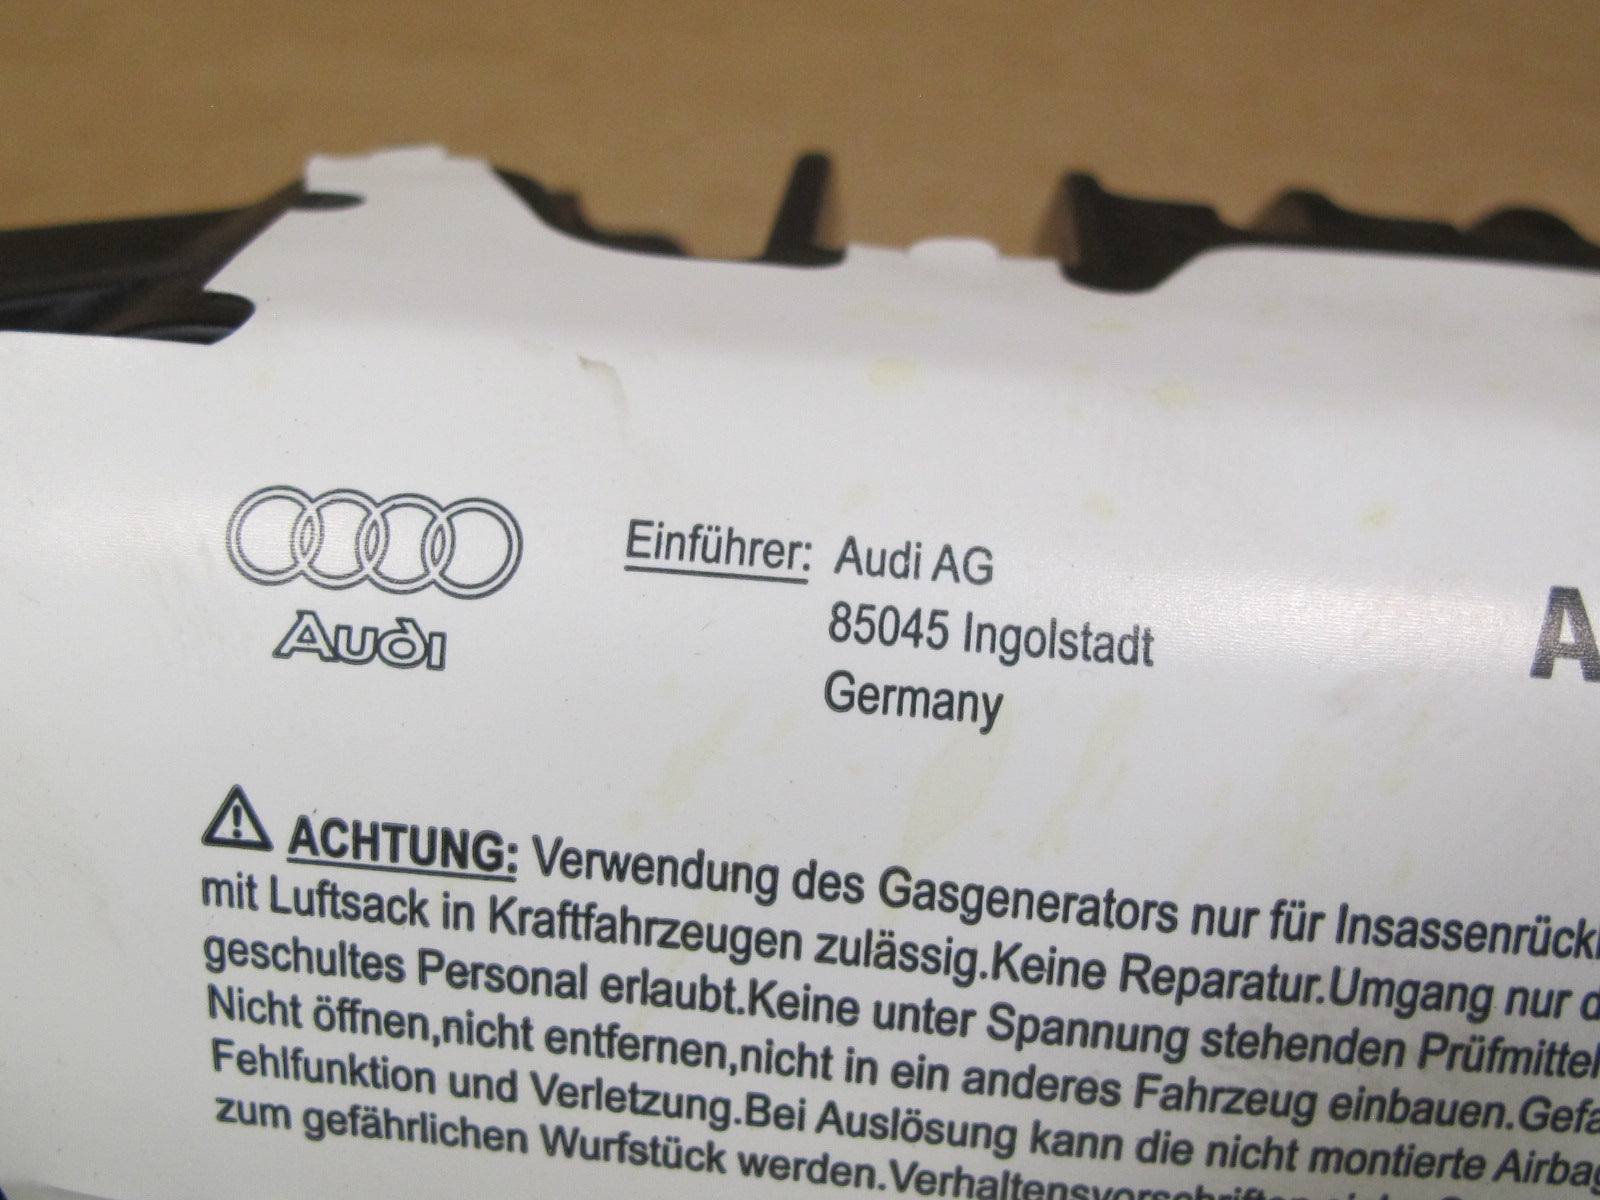 Audi
Einführer: Audi AG
85045 Ingolstadt
Germany
A
ACHTUNG: Verwendung des Gasgenerators nur für Insassenrück
mit Luftsack in Kraftfahrzeugen zulässig.Keine Reparatur.Umgang nur d
geschultes Personal erlaubt.Keine unter Spannung stehenden Prüfmittel
Nicht öffnen,nicht entfernen,nicht in ein anderes Fahrzeug einbauen.Gefa
Fehlfunktion und Verletzung.Bei Auslösung kann die nicht montierte Airbag
zum gefährlichen Wurfstück werden.Verhaltensvorschriften